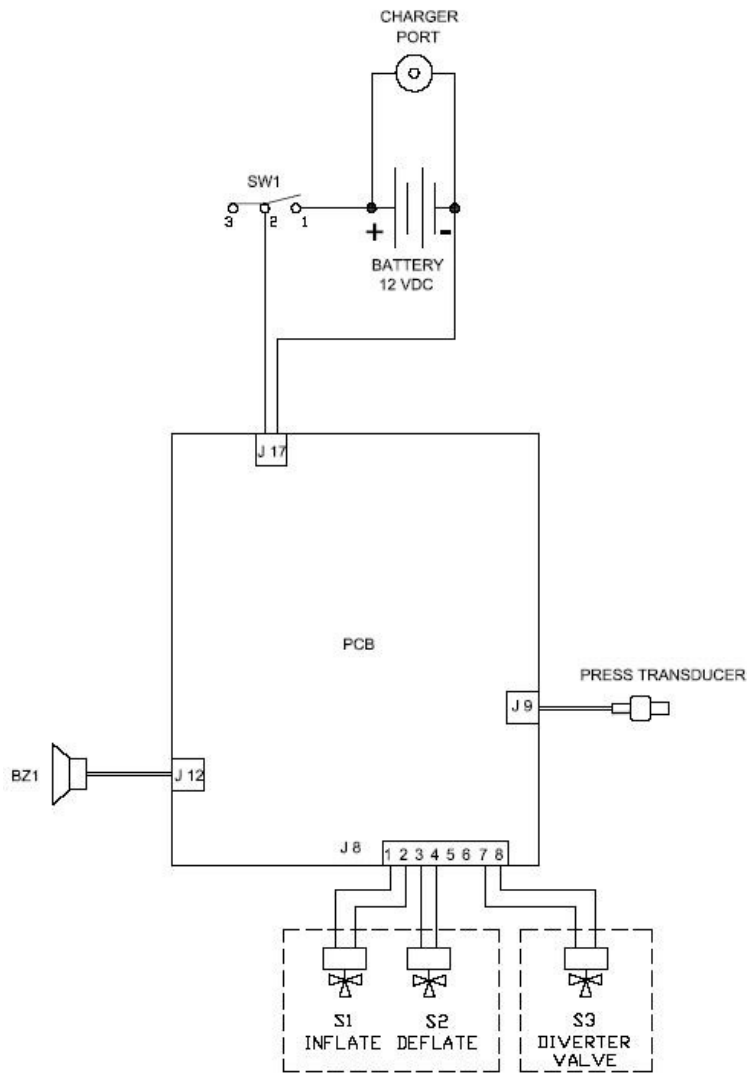 CHARGER
PORT
SW1
3 2 1
+ -
BATTERY
12 VDC
J 17
PCB
PRESS TRANSDUCER
J 9
BZ1
J 12
J 8
1 2 3 4 5 6 7 8
S1 S2 S3
INFLATE DEFLATE DIVERTER
VALVE